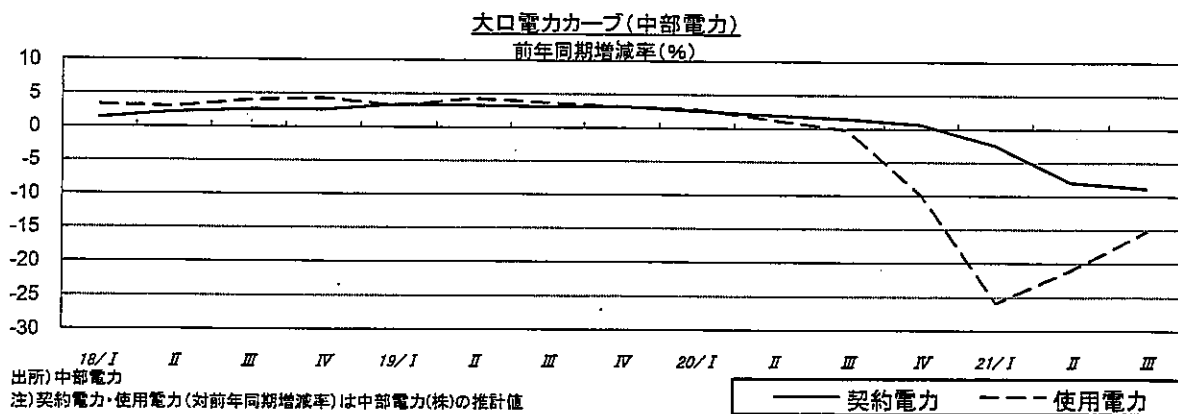 大口電力カーブ(中部電力)
前年同期増減率(%)
10
5
0
-5
-10
-15
-20
-25
-30
18/Ⅰ Ⅱ Ⅲ Ⅳ 19/Ⅰ Ⅱ Ⅲ Ⅳ 20/Ⅰ Ⅱ Ⅲ Ⅳ 21/Ⅰ Ⅱ Ⅲ
出所)中部電力
注)契約電力・使用電力(対前年同期増減率)は中部電力(株)の推計値
契約電力 使用電力